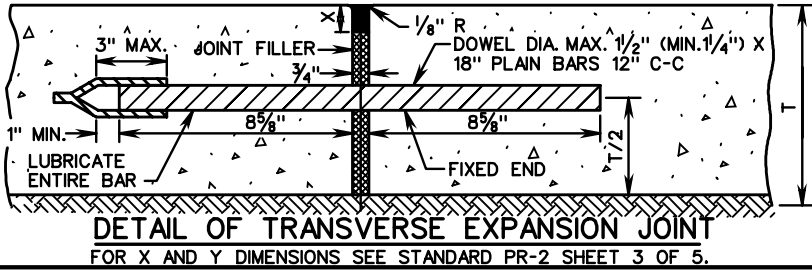 X
1/8" R
3" MAX.
JOINT FILLER
DOWEL DIA. MAX. 1 1/2" (MIN. 1 1/4") X
18" PLAIN BARS 12" C-C
3/4"
T
1" MIN.
8 5/8"
8 5/8"
T/2
LUBRICATE
ENTIRE BAR
FIXED END
DETAIL OF TRANSVERSE EXPANSION JOINT
FOR X AND Y DIMENSIONS SEE STANDARD PR-2 SHEET 3 OF 5.